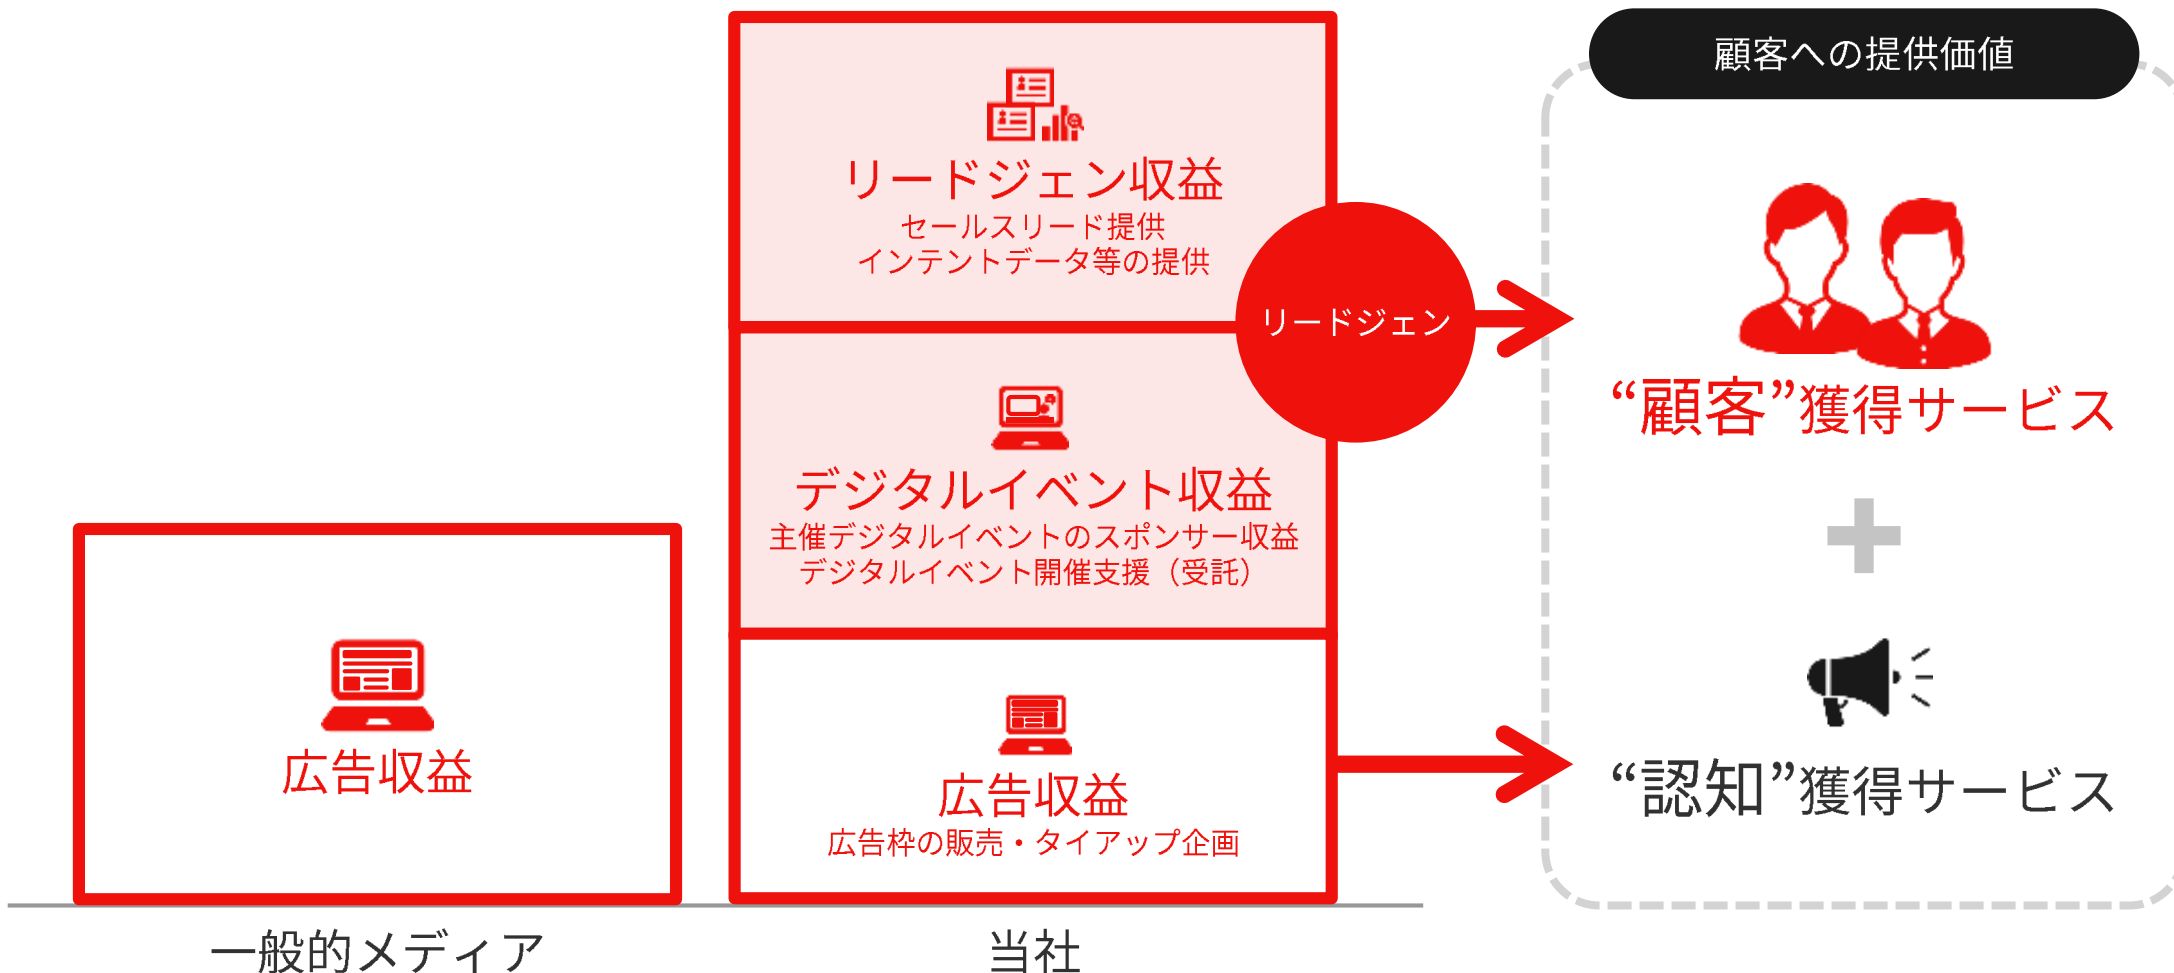 顧客への提供価値
リードジェン収益
セールスリード提供
インテントデータ等の提供
リードジェン
“顧客”獲得サービス
デジタルイベント収益
主催デジタルイベントのスポンサー収益
デジタルイベント開催支援（受託）
広告収益
広告収益
広告枠の販売・タイアップ企画
“認知”獲得サービス
一般的メディア
当社